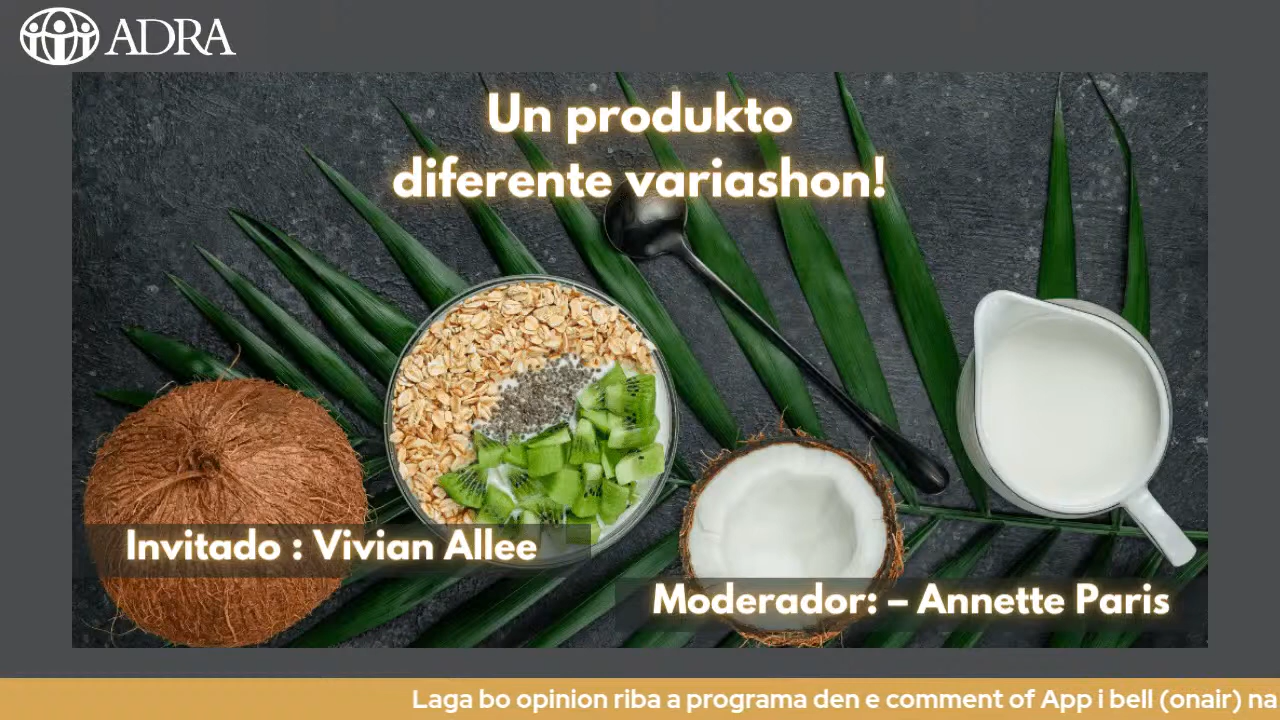 ADRA
Un produkto
diferente variashon!
Invitado : Vivian Allee
Moderador: – Annette Paris
Laga bo opinion riba a programa den e comment of App i bell (onair) na